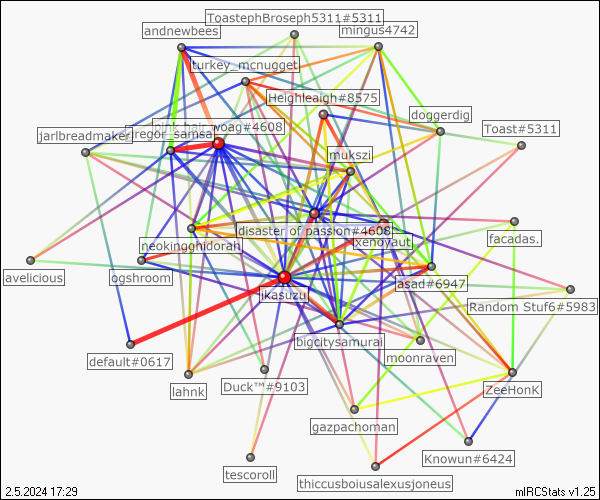 ToastephBroseph5311#5311
andnewbees
mingus4742
turkey_mcnugget
Heighleaigh#8575
doggerdig
woag#4608
Toast#5311
jarlbreadmaker
gregor_samsa
mukszi
disaster of passion#4608
facadas.
neokingghidorah
xenoyaut
avelicious
ogshroom
asad#6947
ikasuzu
Random Stuf6#5983
bigcitysamurai
default#0617
moonraven
lahnk
Duck™#9103
ZeeHonK
gazpachoman
tescoroll
Knowun#6424
thiccusboiusalexusjoneus
2.5.2024 17:29
mIRCStats v1.25